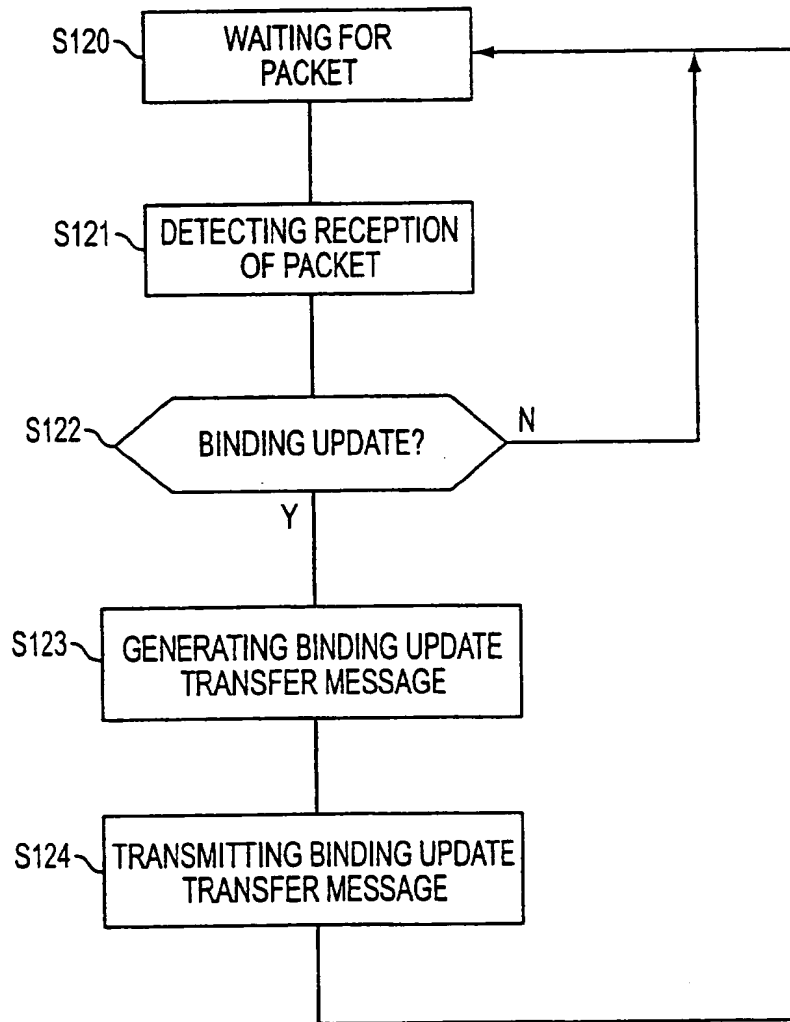 S120
WAITING FOR
PACKET
S121
DETECTING RECEPTION
OF PACKET
S122
BINDING UPDATE?
N
Y
S123
GENERATING BINDING UPDATE
TRANSFER MESSAGE
S124
TRANSMITTING BINDING UPDATE
TRANSFER MESSAGE